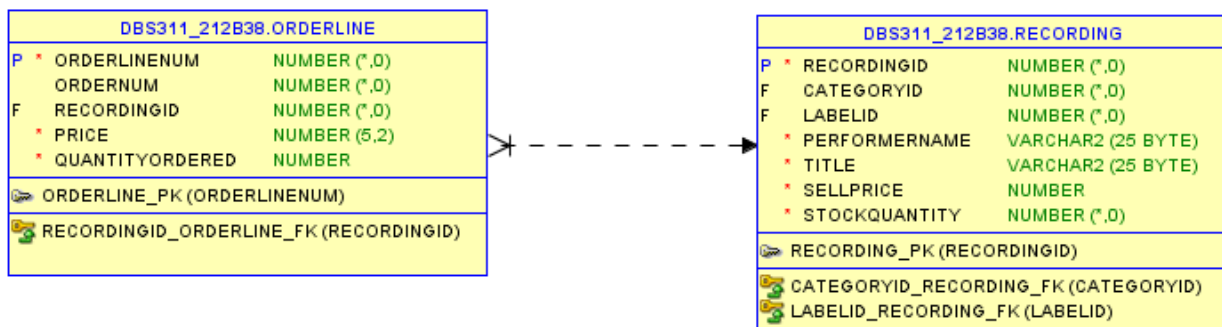 DBS311_212B38.ORDERLINE
P * ORDERLINENUM NUMBER (*,0)
ORDERNUM NUMBER (*,0)
F RECORDINGID NUMBER (*,0)
* PRICE NUMBER (5,2)
* QUANTITYORDERED NUMBER
ORDERLINE_PK (ORDERLINENUM)
RECORDINGID_ORDERLINE_FK (RECORDINGID)
DBS311_212B38.RECORDING
P * RECORDINGID NUMBER (*,0)
F CATEGORYID NUMBER (*,0)
F LABELID NUMBER (*,0)
* PERFORMERNAME VARCHAR2 (25 BYTE)
* TITLE VARCHAR2 (25 BYTE)
* SELLPRICE NUMBER
* STOCKQUANTITY NUMBER (*,0)
RECORDING_PK (RECORDINGID)
CATEGORYID_RECORDING_FK (CATEGORYID)
LABELID_RECORDING_FK (LABELID)